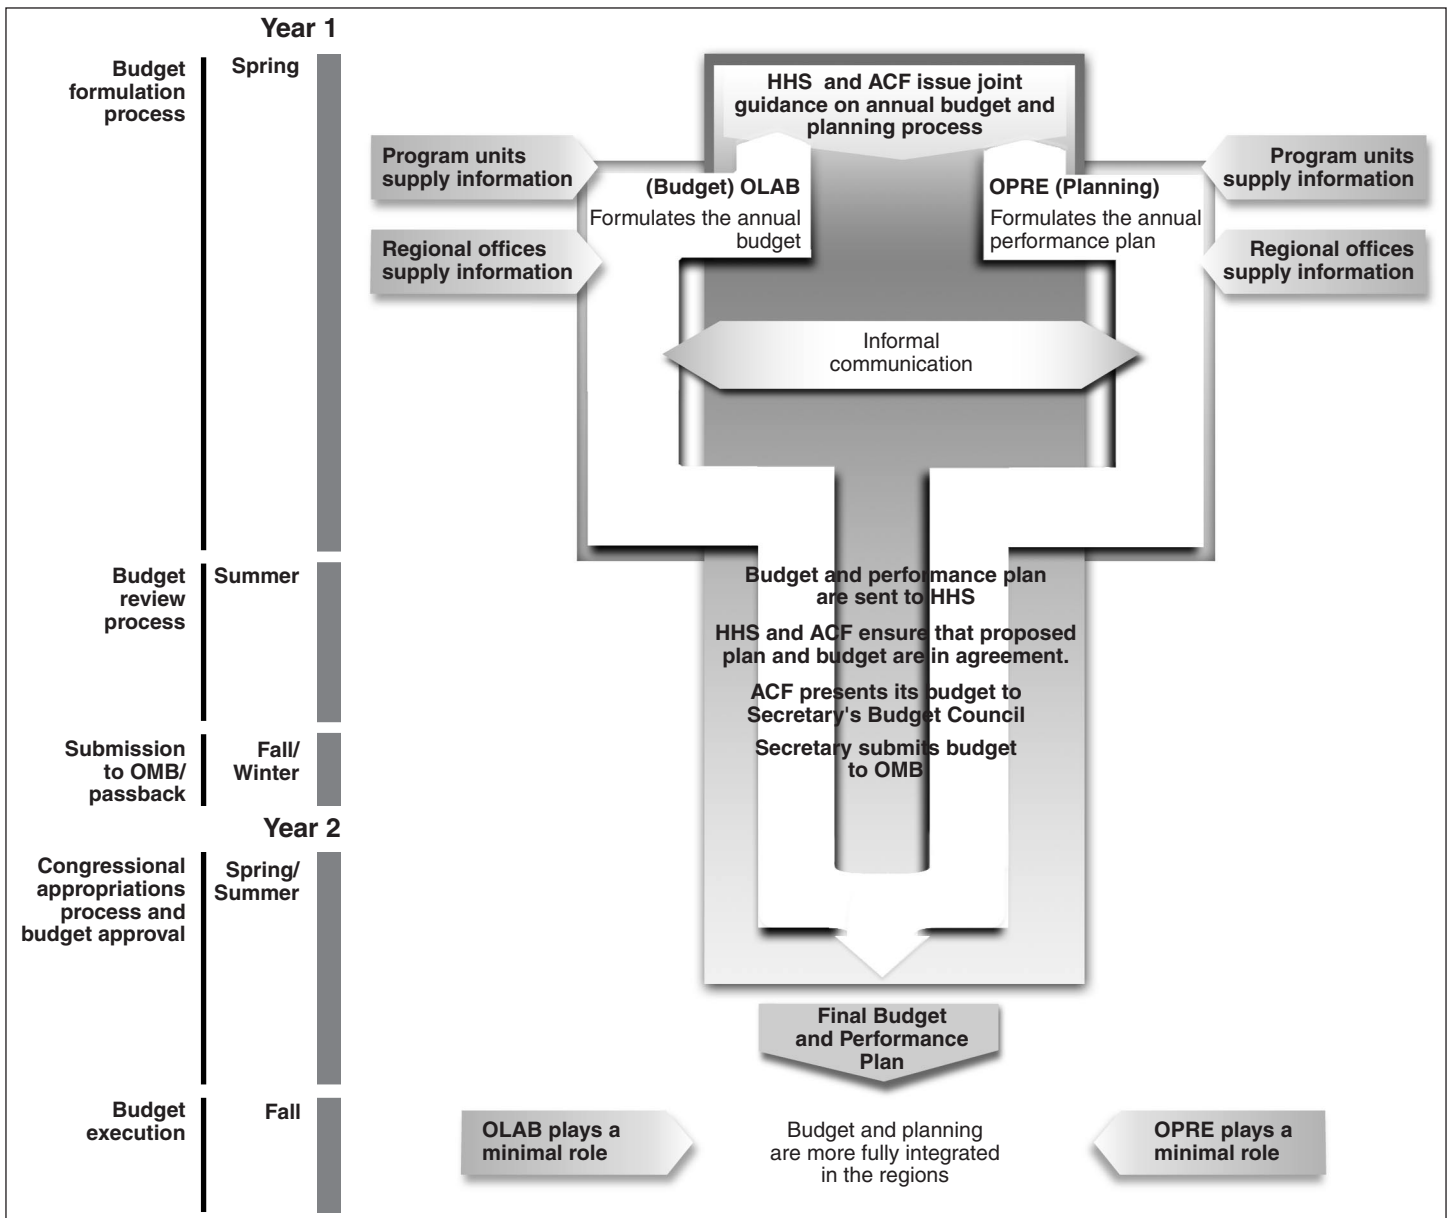 Year 1
Budget
formulation
process
Spring
HHS and ACF issue joint
guidance on annual budget and
planning process
Program units
supply information
Regional offices
supply information
(Budget) OLAB
Formulates the annual
budget
OPRE (Planning)
Formulates the annual
performance plan
Program units
supply information
Regional offices
supply information
Informal
communication
Budget
review
process
Summer
Budget and performance plan
are sent to HHS
HHS and ACF ensure that proposed
plan and budget are in agreement.
ACF presents its budget to
Secretary's Budget Council
Submission
to OMB/
passback
Fall/
Winter
Secretary submits budget
to OMB
Year 2
Congressional
appropriations
process and
budget approval
Spring/
Summer
Final Budget
and Performance
Plan
Budget
execution
Fall
OLAB plays a
minimal role
Budget and planning
are more fully integrated
in the regions
OPRE plays a
minimal role